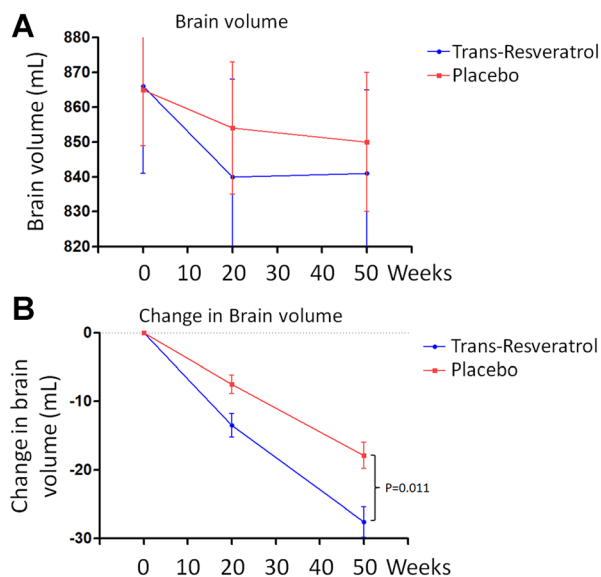 A
Brain volume
Trans-Resveratrol
Placebo
Brain volume (mL)
880
870
860
850
840
830
820
0 10 20 30 40 50 Weeks
B
Change in Brain volume
Trans-Resveratrol
Placebo
Change in brain
volume (mL)
0
-10
-20
-30
P=0.011
0 10 20 30 40 50 Weeks